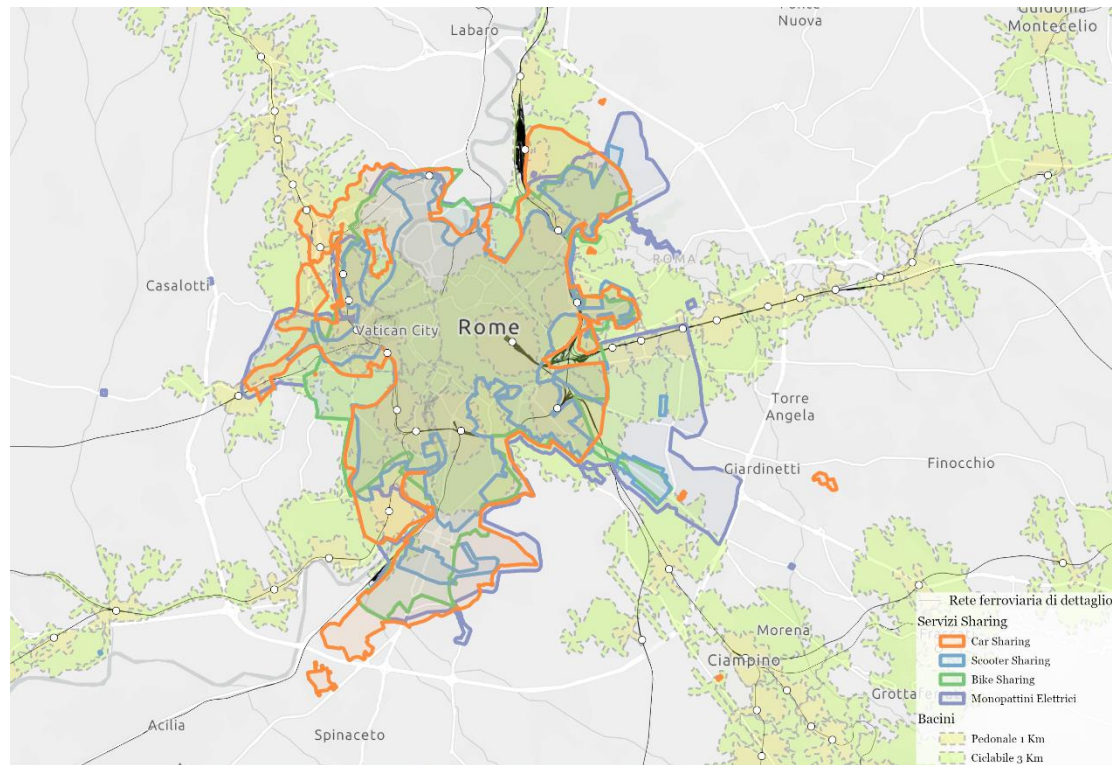 Labaro
Nuova
Guidonia
Montecelio
ROMA
Casalotti
Vatican City
Rome
Torre
Angela
Giardinetti
Finocchio
Morena
Ciampino
Acilia
Spinaceto
Rete ferroviaria di dettaglio
Servizi Sharing
Car Sharing
Scooter Sharing
Bike Sharing
Monopattini Elettrici
Bacini
Pedonale 1 Km
Ciclabile 3 Km